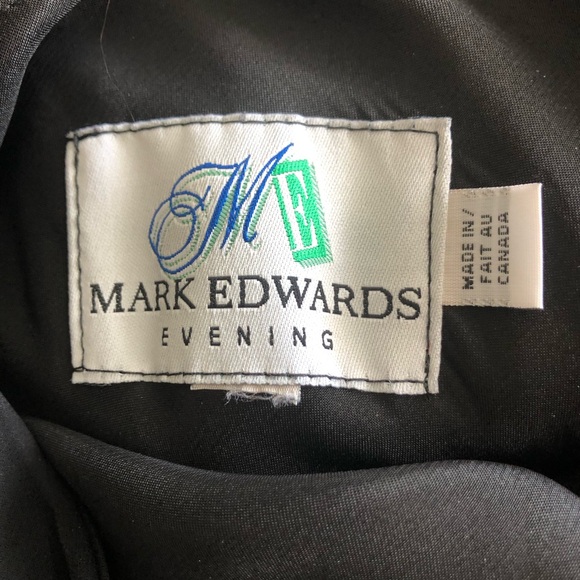 ME
MARK EDWARDS
EVENING
MADE IN/
FAIT AU
CANADA